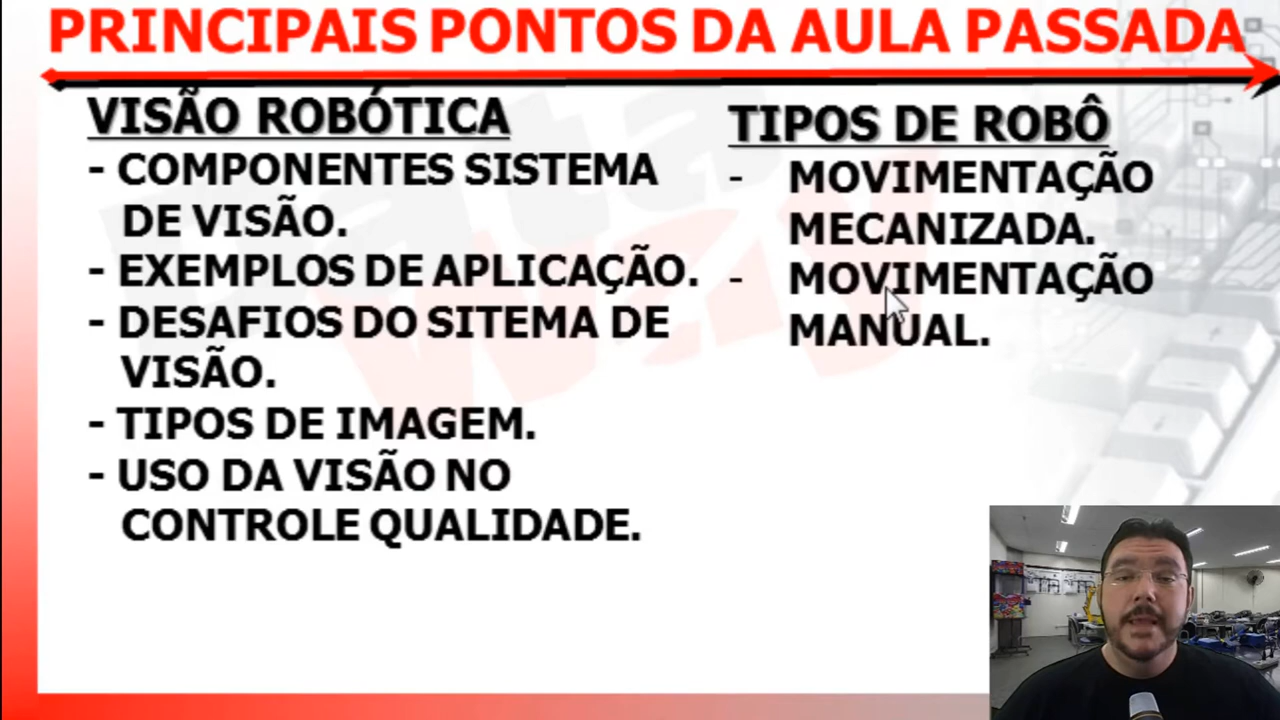 PRINCIPAIS PONTOS DA AULA PASSADA
VISÃO ROBÓTICA
- COMPONENTES SISTEMA
DE VISÃO.
- EXEMPLOS DE APLICAÇÃO.
- DESAFIOS DO SITEMA DE
VISÃO.
- TIPOS DE IMAGEM.
- USO DA VISÃO NO
CONTROLE QUALIDADE.
TIPOS DE ROBÔ
- MOVIMENTAÇÃO
MECANIZADA.
- MOVIMENTAÇÃO
MANUAL.